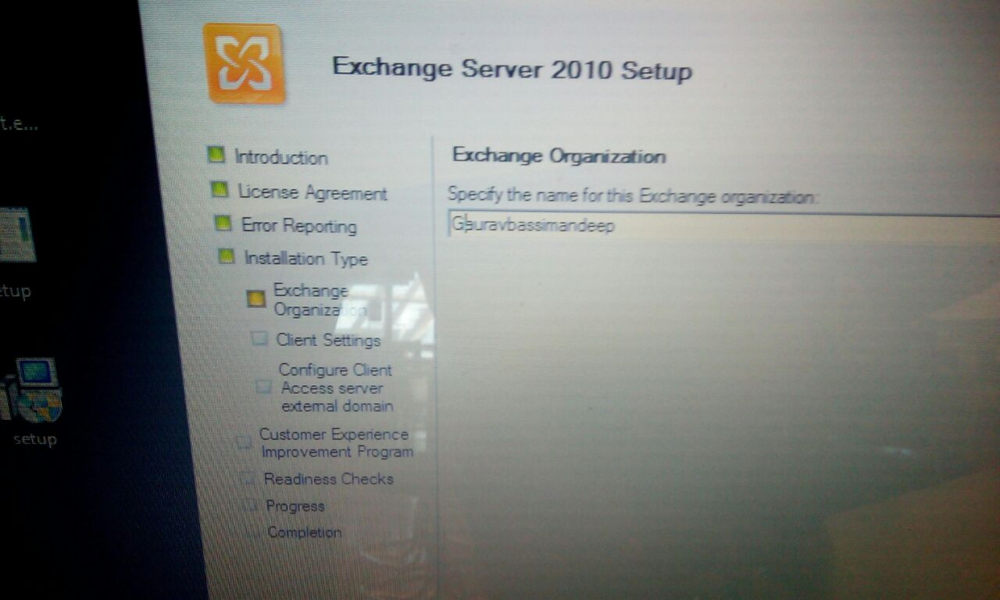 Exchange Server 2010 Setup
t.e...
etup
setup
Introduction
License Agreement
Error Reporting
Installation Type
Exchange
Organization
Client Settings
Configure Client
Access server
external domain
Customer Experience
Improvement Program
Readiness Checks
Progress
Completion
Exchange Organization
Specify the name for this Exchange organization:
Gauravbassimandeep